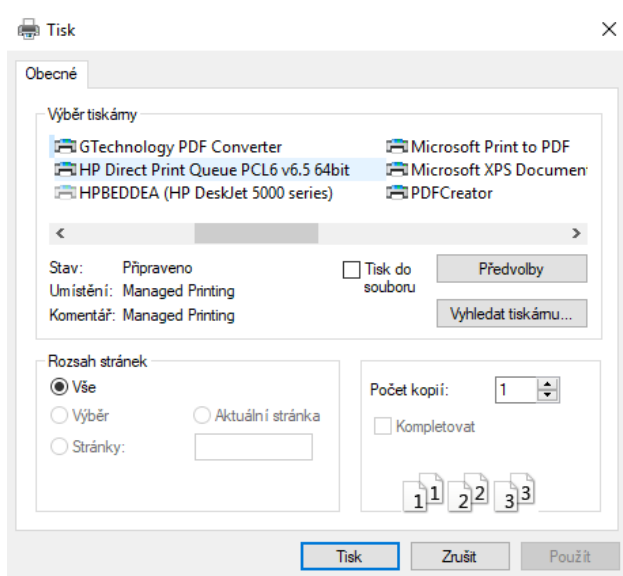 Tisk
Obecné
Výběr tiskárny
GTechnology PDF Converter
HP Direct Print Queue PCL6 v6.5 64bit
HPBEDDEA (HP DeskJet 5000 series)
Microsoft Print to PDF
Microsoft XPS Documen
PDFCreator
Stav: Připraveno
Umístění: Managed Printing
Komentář: Managed Printing
Tisk do
souboru
Předvolby
Vyhledat tiskárnu...
Rozsah stránek
Vše
Výběr
Aktuální stránka
Stránky:
Počet kopií: 1
Kompletovat
1 1 2 2 3 3
Tisk Zrušit Použít